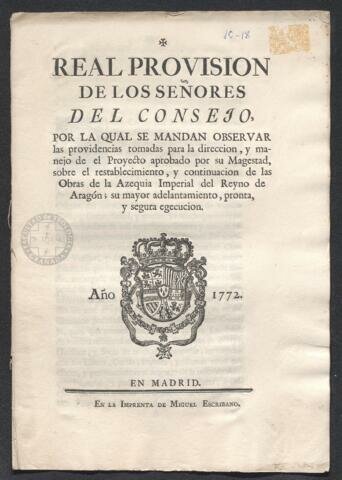 ✠
1C-18
REAL PROVISION
DE LOS SEÑORES
DEL CONSEJO,
POR LA QUAL SE MANDAN OBSERVAR
las providencias tomadas para la direccion, y ma-
nejo de el Proyecto aprobado por su Magestad,
sobre el restablecimiento, y continuacion de las
Obras de la Azequia Imperial del Reyno de
Aragón; su mayor adelantamiento, pronta,
y segura egecucion.
Año 1772.
EN MADRID.
EN LA IMPRENTA DE MIGUEL ESCRIBANO.